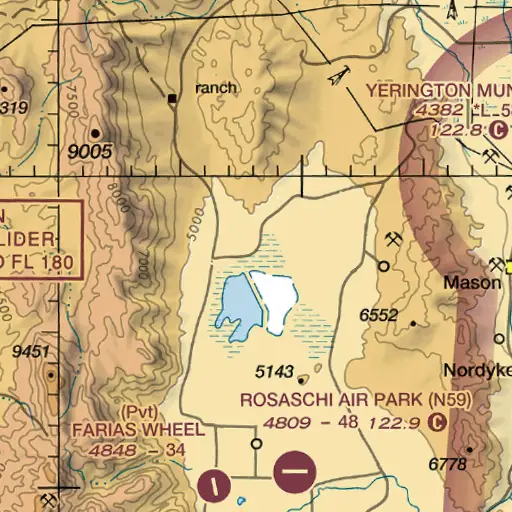 ranch
YERINGTON MUN
4382 *L 5
122.8 C
319
7500
9005
8000
5000
N
LIDER
O FL 180
7000
Mason
6552
9451
5143
Nordyke
ROSASCHI AIR PARK (N59)
4809 - 48 122.9 C
(Pvt)
FARIAS WHEEL
4848 - 34
6778